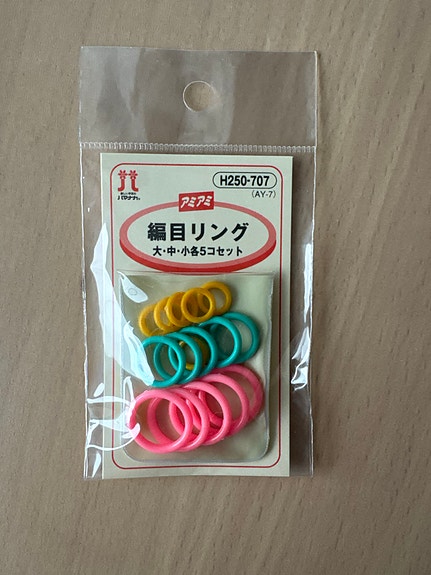 ハマナカ
H250-707
(AY-7)
アミアミ
編目リング
大・中・小各5コセット